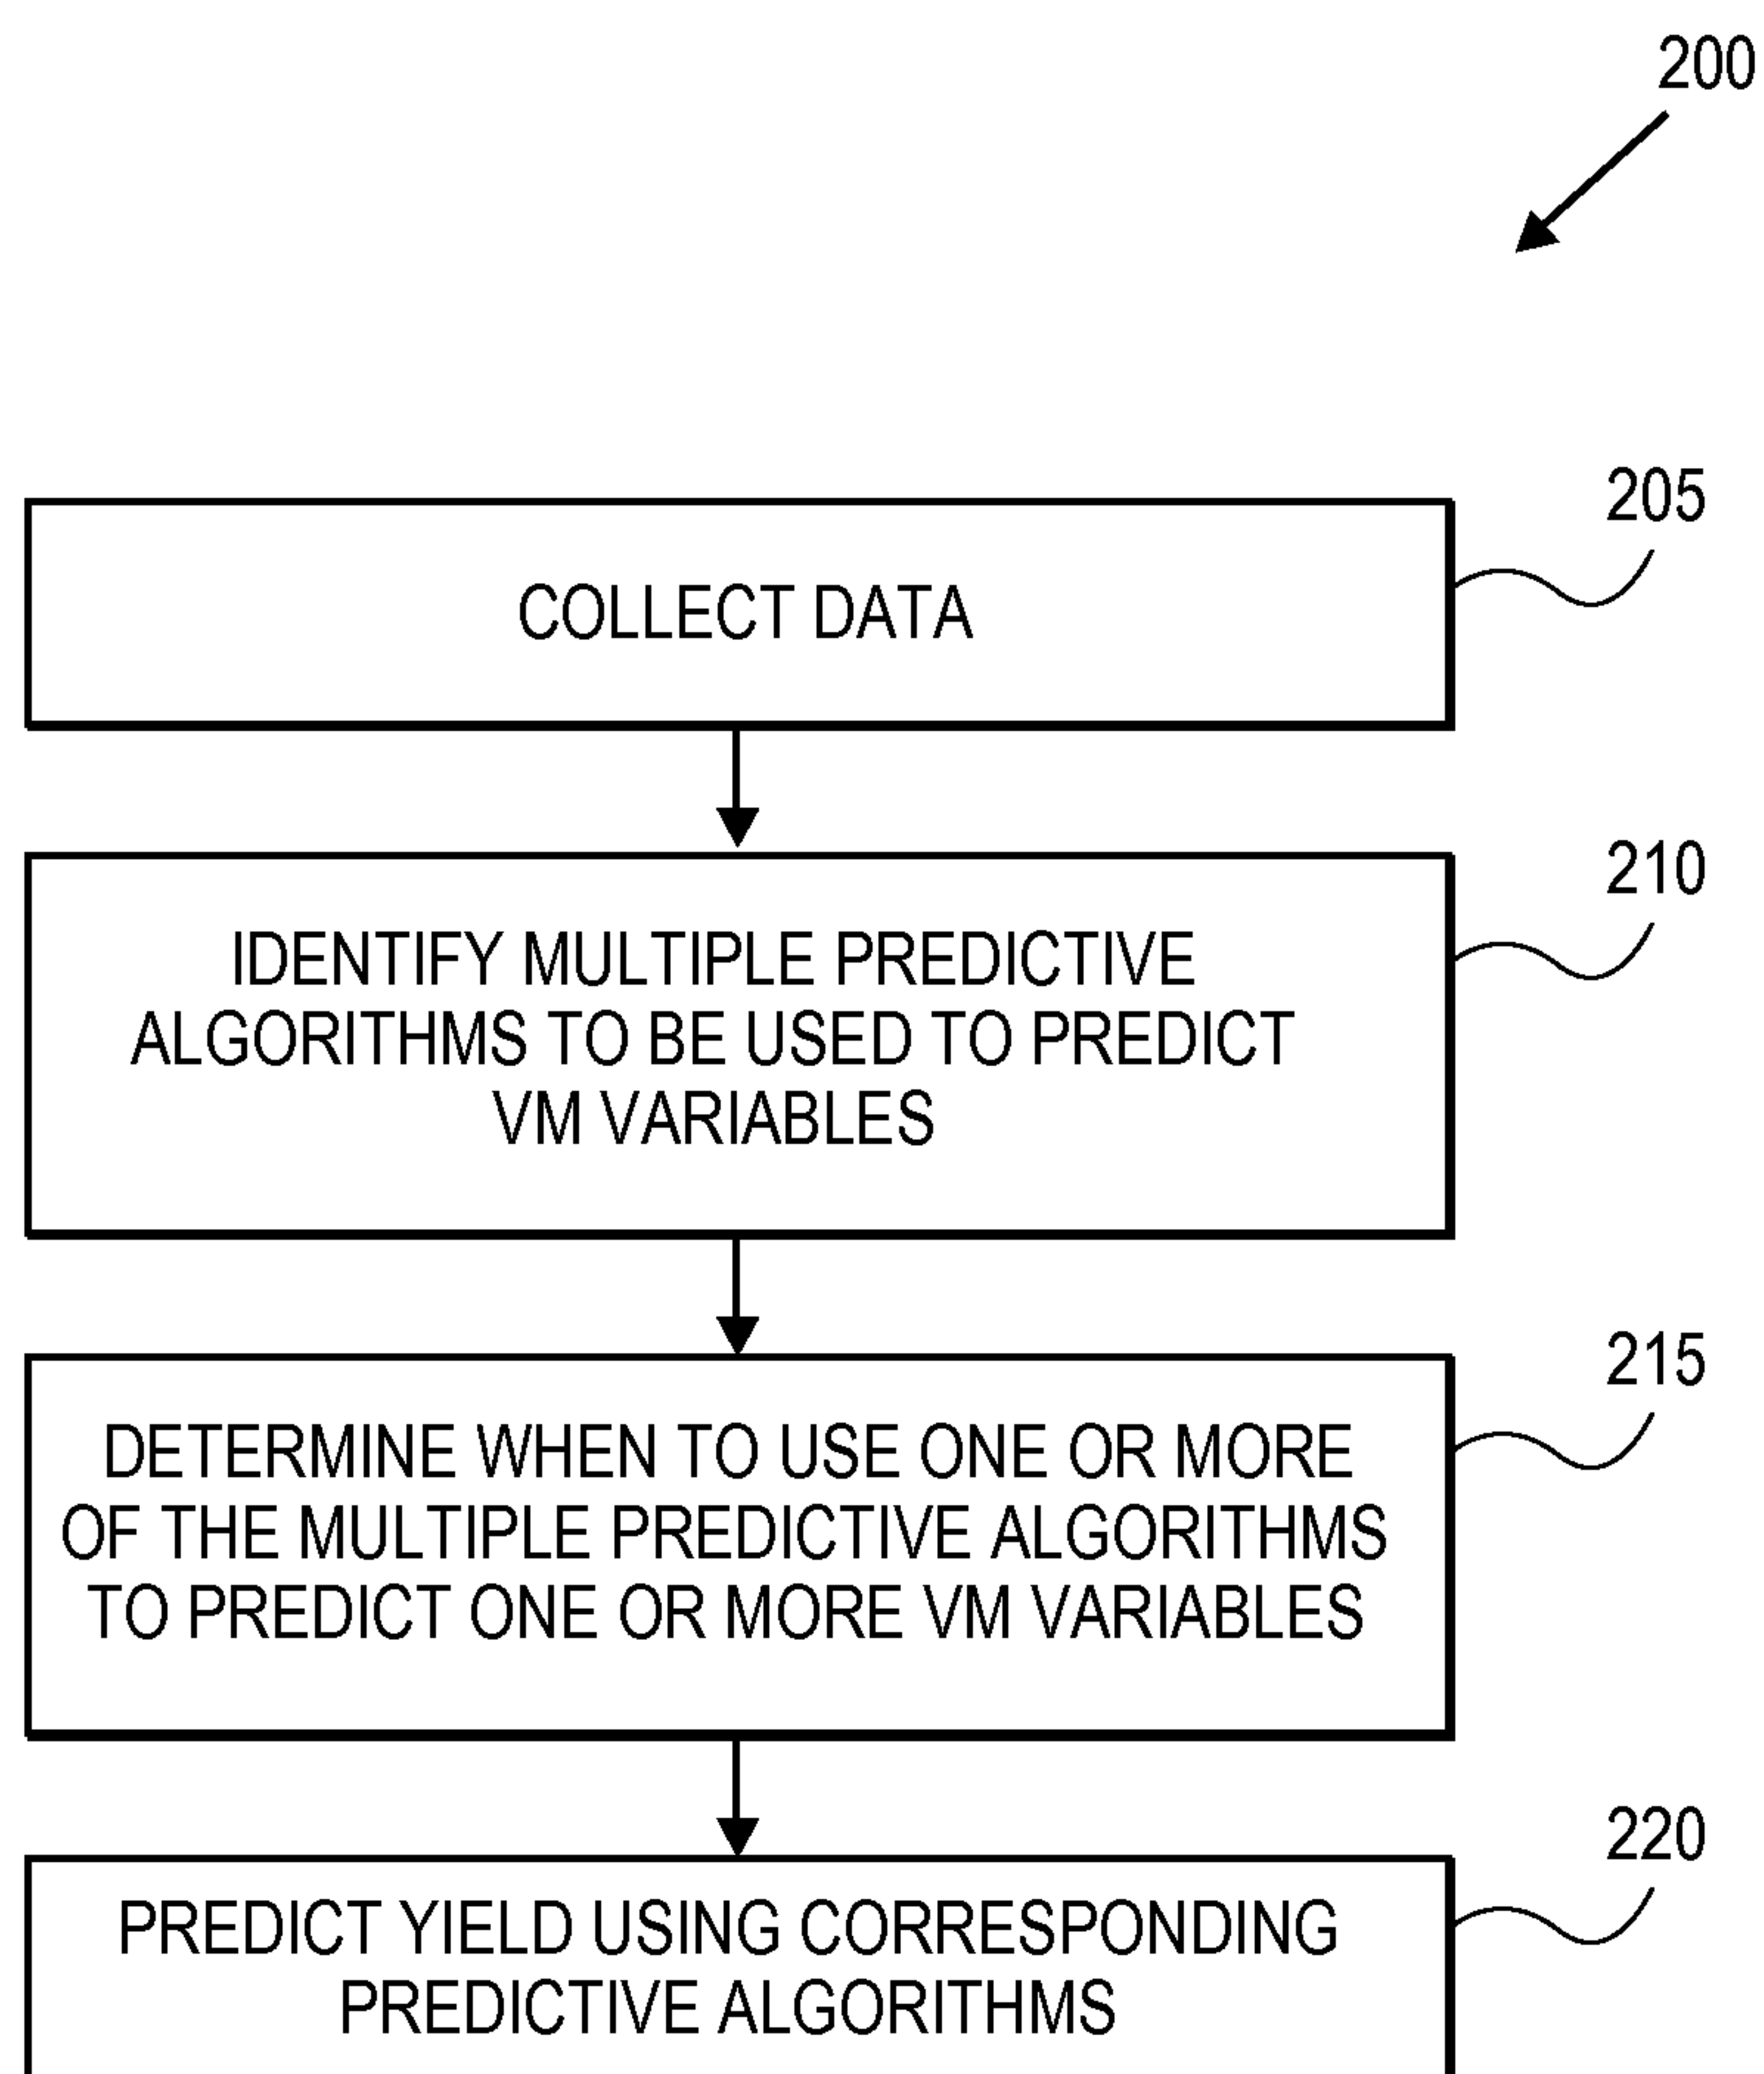 200
205
COLLECT DATA
210
IDENTIFY MULTIPLE PREDICTIVE
ALGORITHMS TO BE USED TO PREDICT
VM VARIABLES
215
DETERMINE WHEN TO USE ONE OR MORE
OF THE MULTIPLE PREDICTIVE ALGORITHMS
TO PREDICT ONE OR MORE VM VARIABLES
220
PREDICT YIELD USING CORRESPONDING
PREDICTIVE ALGORITHMS